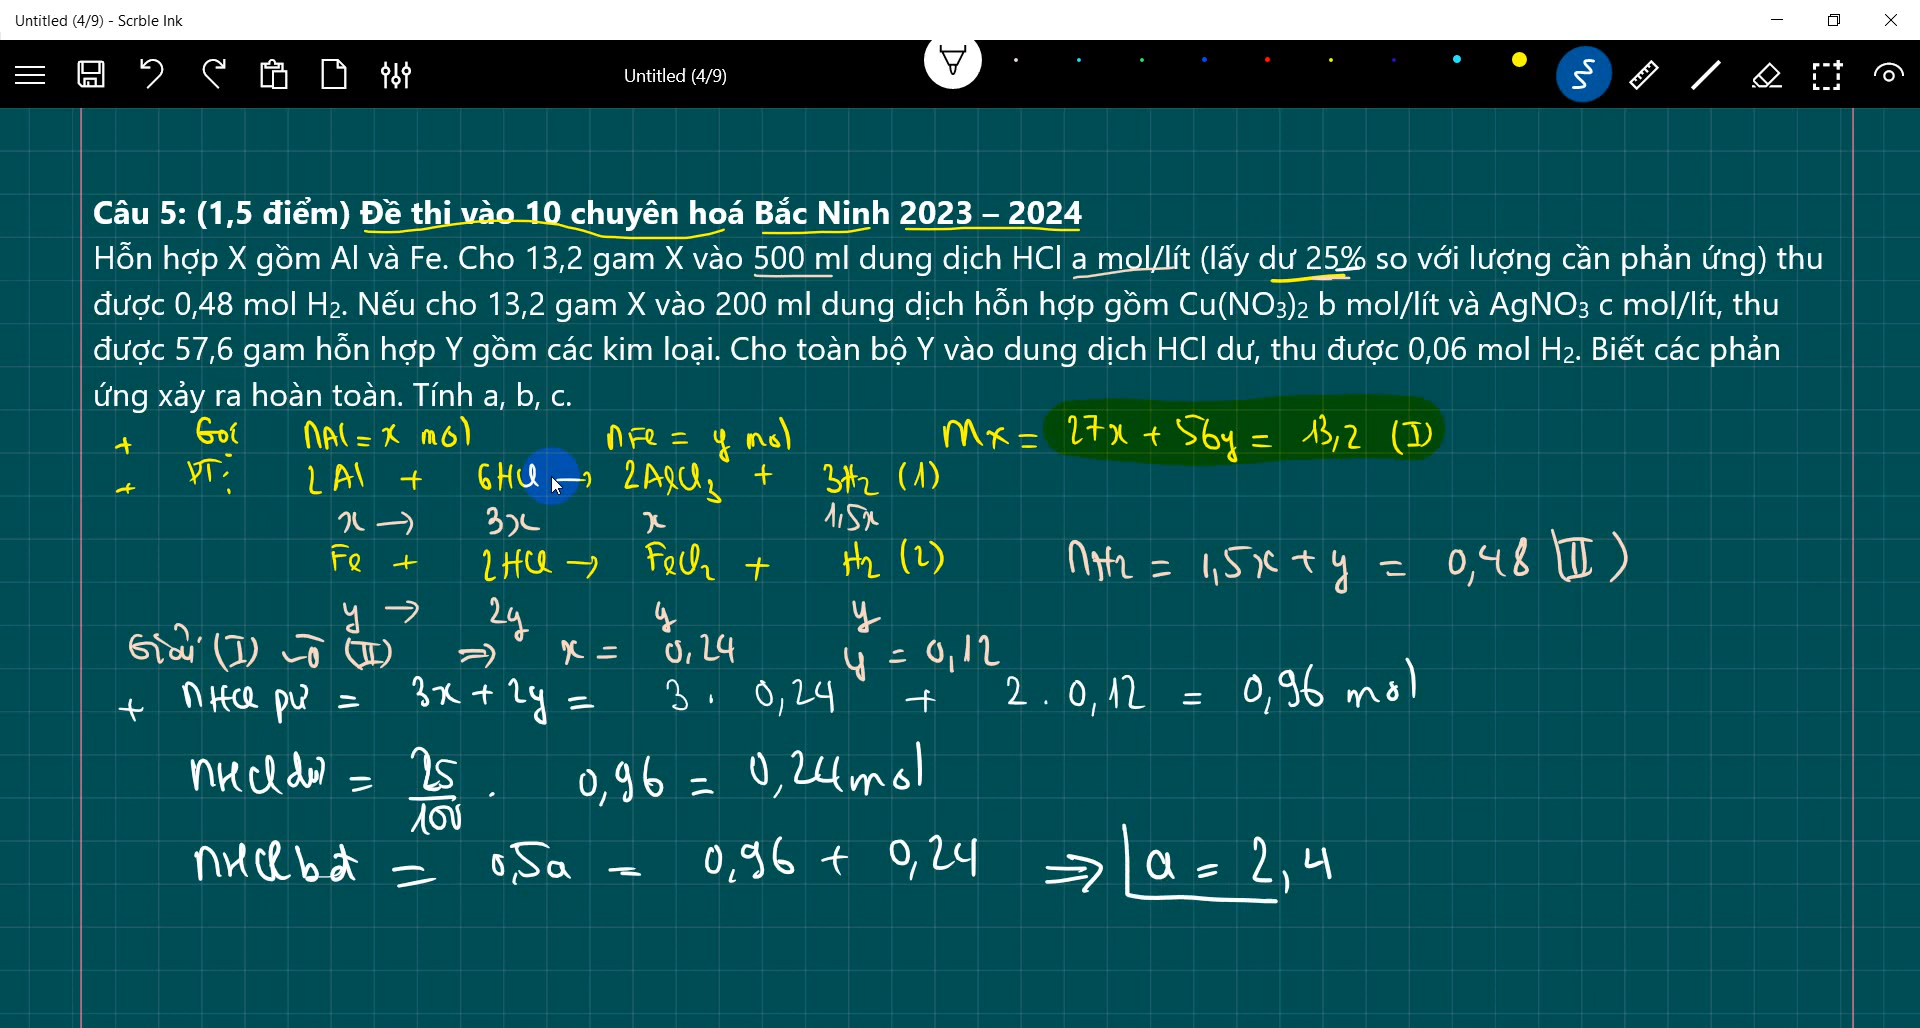 Untitled (4/9) - Scrble Ink
Untitled (4/9)
Câu 5: (1,5 điểm) Đề thi vào 10 chuyên hoá Bắc Ninh 2023 – 2024
Hỗn hợp X gồm Al và Fe. Cho 13,2 gam X vào 500 ml dung dịch HCl a mol/lít (lấy dư 25% so với lượng cần phản ứng) thu
được 0,48 mol H₂. Nếu cho 13,2 gam X vào 200 ml dung dịch hỗn hợp gồm Cu(NO₃)₂ b mol/lít và AgNO₃ c mol/lít, thu
được 57,6 gam hỗn hợp Y gồm các kim loại. Cho toàn bộ Y vào dung dịch HCl dư, thu được 0,06 mol H₂. Biết các phản
ứng xảy ra hoàn toàn. Tính a, b, c.
+ Gọi nAl = x mol nFe = y mol mX = 27x + 56y = 13,2 (I)
+ PT: 2Al + 6HCl → 2AlCl₃ + 3H₂ (1)
x → 3x x 1,5x
Fe + 2HCl → FeCl₂ + H₂ (2) nH₂ = 1,5x + y = 0,48 (II)
y → 2y y y
Giải (I) và (II) ⇒ x = 0,24 y = 0,12
+ nHCl pư = 3x + 2y = 3 . 0,24 + 2 . 0,12 = 0,96 mol
nHCl dư = 25/100 . 0,96 = 0,24 mol
nHCl bđ = 0,5a = 0,96 + 0,24 ⇒ a = 2,4